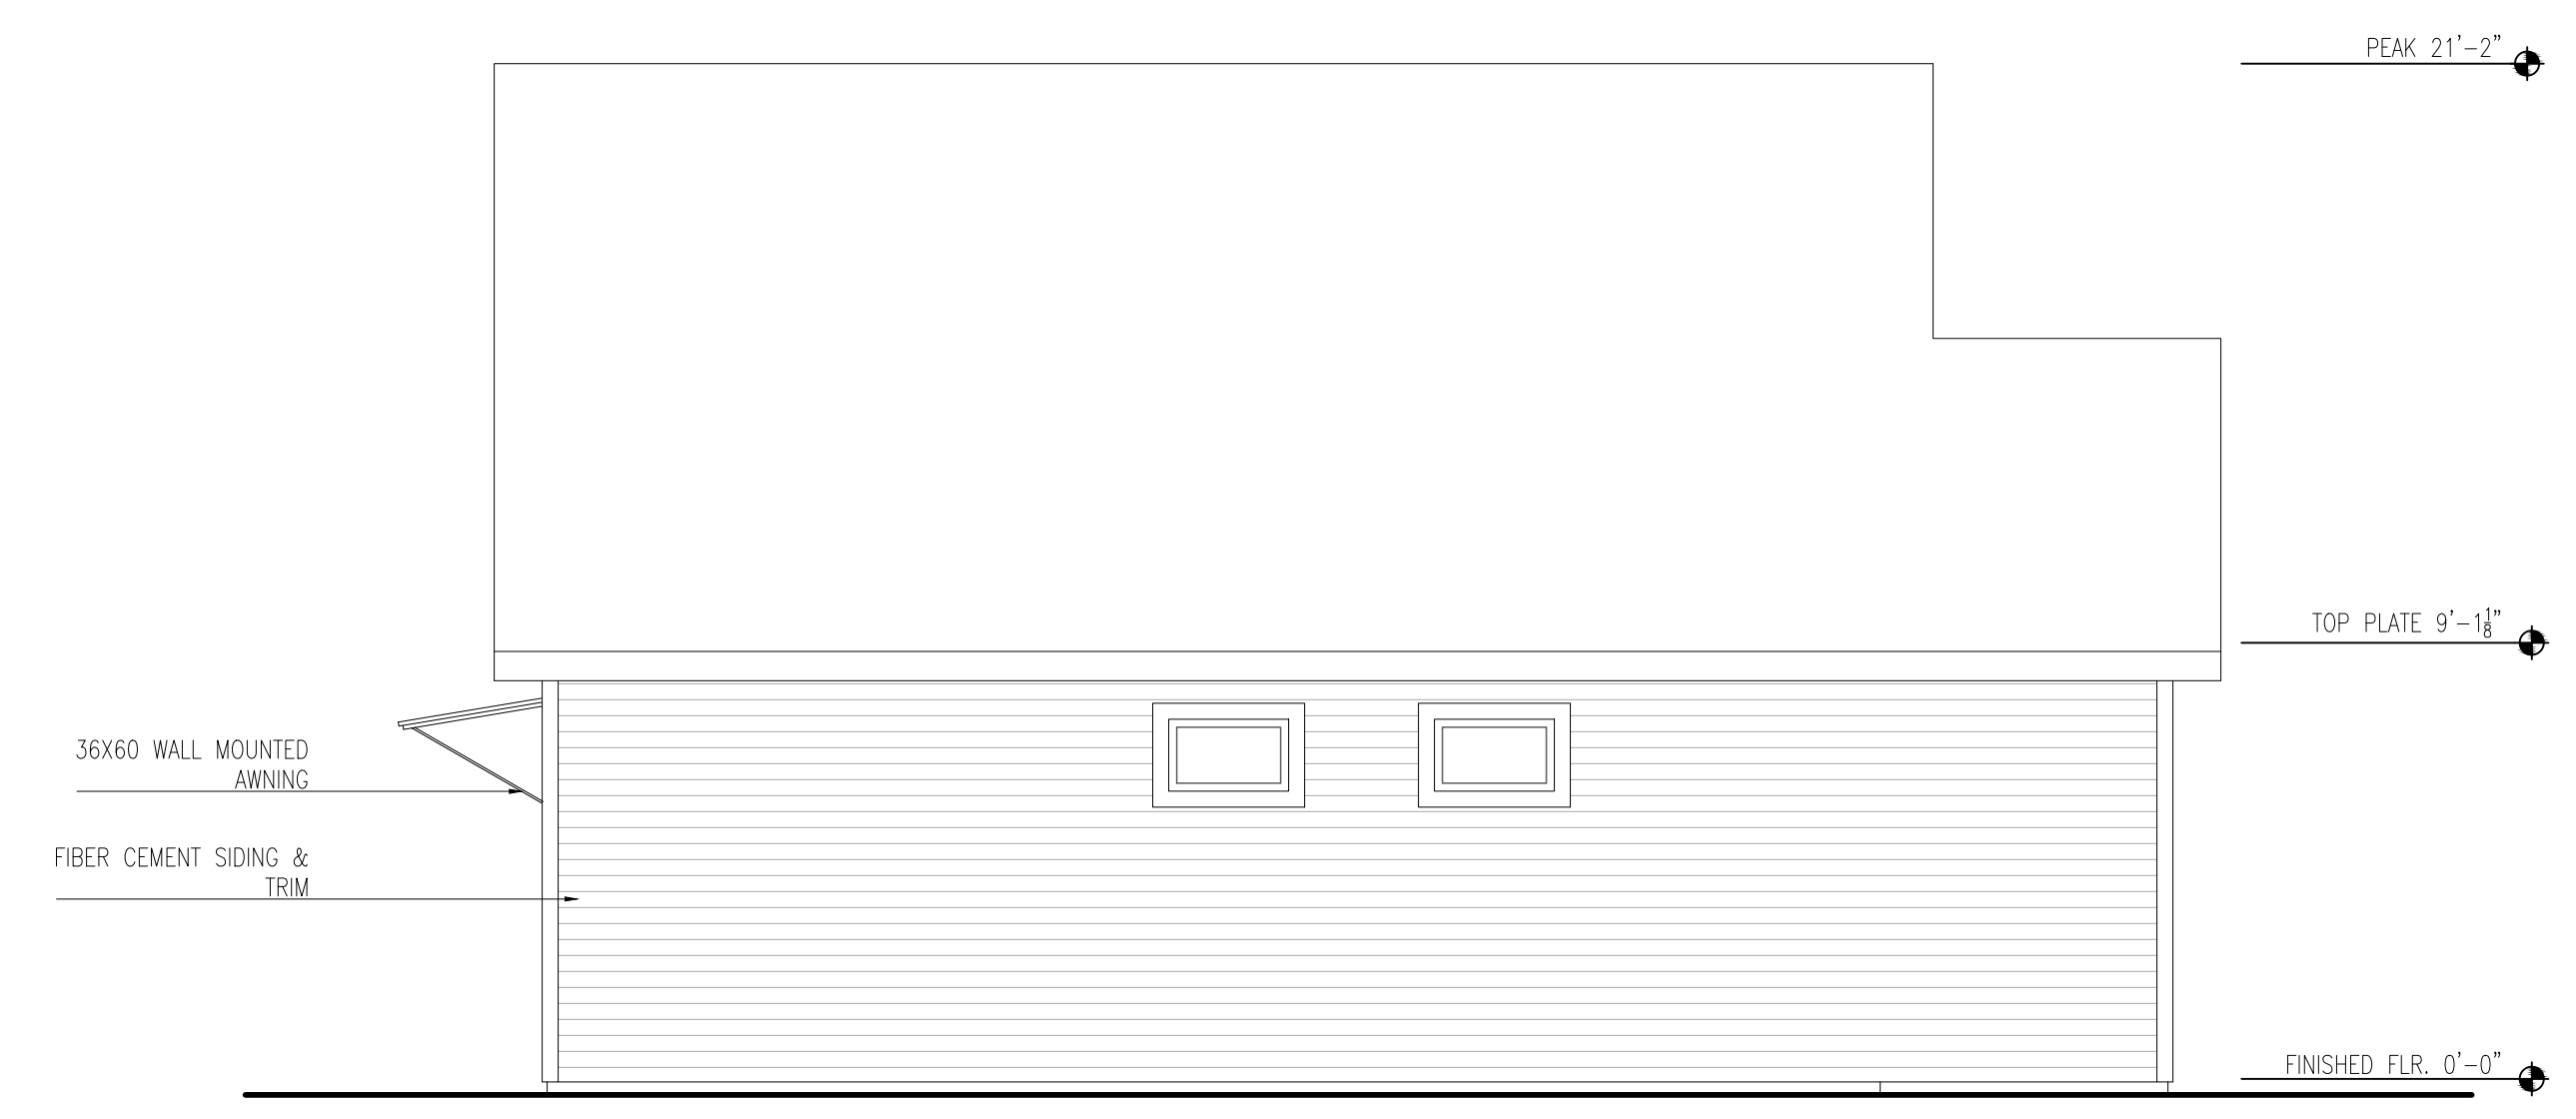 PEAK 21'-2"
TOP PLATE 9'-1⅛"
36X60 WALL MOUNTED
AWNING
FIBER CEMENT SIDING &
TRIM
FINISHED FLR. 0'-0"